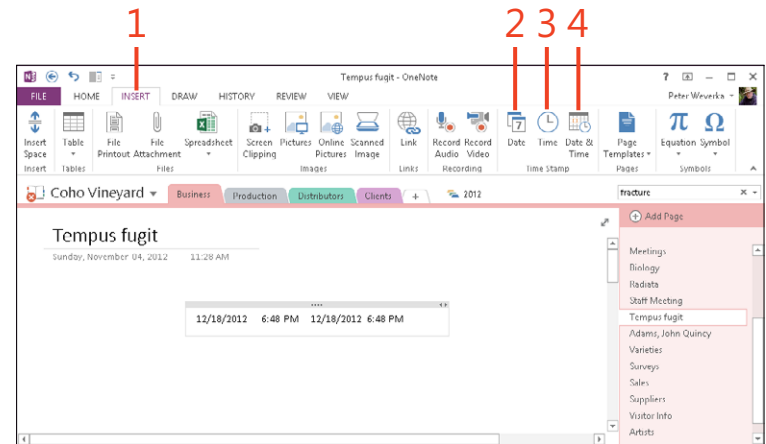 1 2 3 4
Tempus fugit - OneNote
FILE HOME INSERT DRAW HISTORY REVIEW VIEW Peter Weverka
Insert Table File File Spreadsheet Screen Pictures Online Scanned Link Record Record Date Time Date & Page Equation Symbol
Space Printout Attachment Clipping Pictures Image Audio Video Time Templates
Insert Tables Files Images Links Recording Time Stamp Pages Symbols
Coho Vineyard Business Production Distributors Clients + 2012 fracture
Add Page
Tempus fugit
Sunday, November 04, 2012 11:28 AM
12/18/2012 6:48 PM 12/18/2012 6:48 PM
Meetings
Biology
Radiata
Staff Meeting
Tempus fugit
Adams, John Quincy
Varieties
Surveys
Sales
Suppliers
Visitor Info
Artists